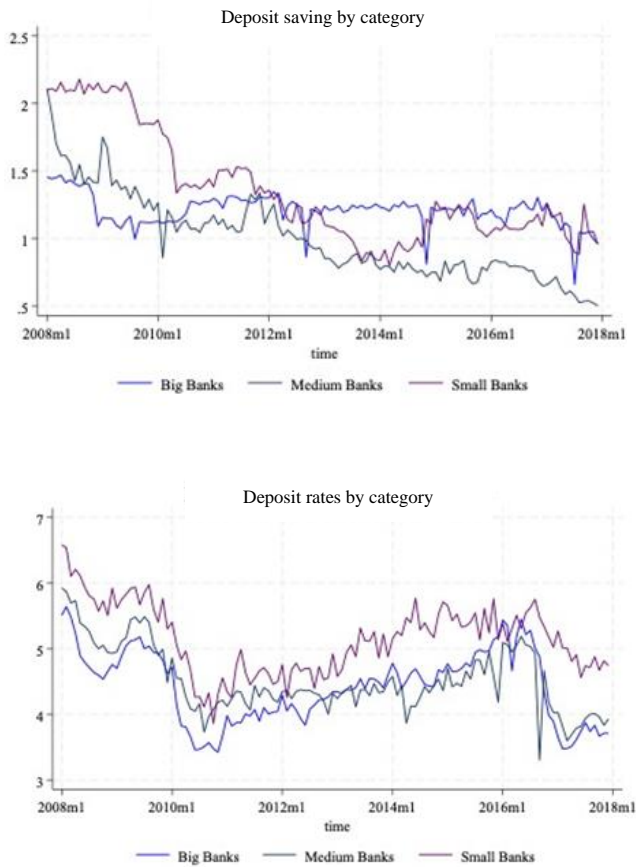 Deposit saving by category
2.5
2
1.5
1
.5
2008m1 2010m1 2012m1 2014m1 2016m1 2018m1
time
Big Banks Medium Banks Small Banks
Deposit rates by category
7
6
5
4
3
2008m1 2010m1 2012m1 2014m1 2016m1 2018m1
time
Big Banks Medium Banks Small Banks